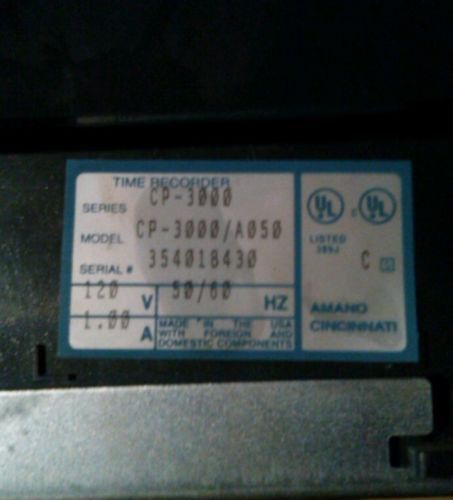 TIME RECORDER
SERIES CP-3000
MODEL CP-3000/A050
SERIAL # 354018430
120 V 50/60 HZ
1.00 A
MADE IN THE USA
WITH FOREIGN AND
DOMESTIC COMPONENTS
UL C UL
LISTED
C
AMANO
CINCINNATI